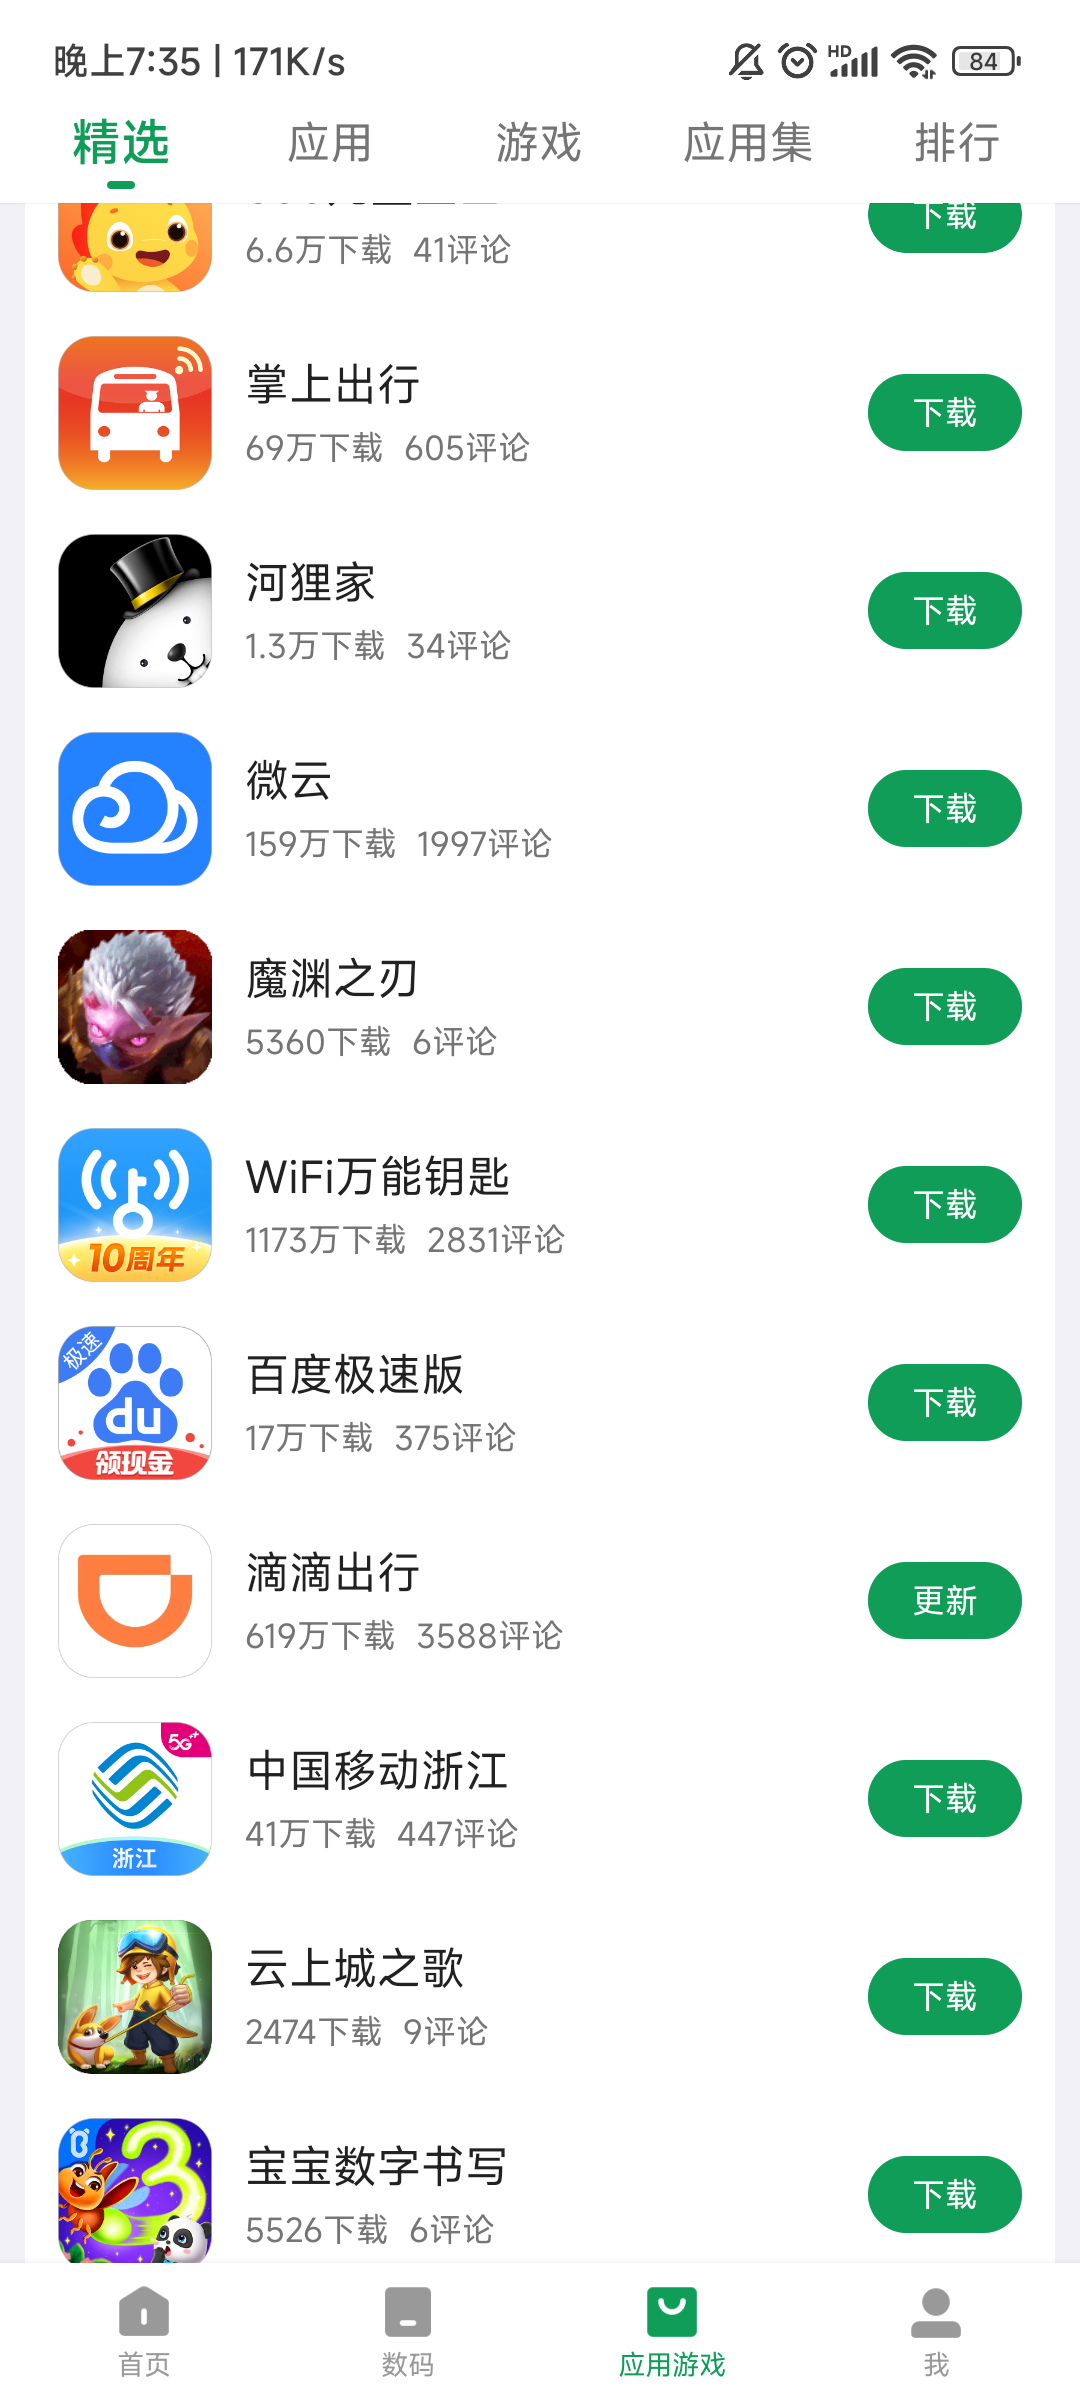 晚上7:35 | 171K/s
HD
84
精选 应用 游戏 应用集 排行
下载
6.6万下载 41评论
掌上出行
69万下载 605评论
下载
河狸家
1.3万下载 34评论
下载
微云
159万下载 1997评论
下载
魔渊之刃
5360下载 6评论
下载
WiFi万能钥匙
1173万下载 2831评论
下载
10周年
百度极速版
17万下载 375评论
下载
极速
du
领现金
滴滴出行
619万下载 3588评论
更新
中国移动浙江
41万下载 447评论
下载
5G++
浙江
云上城之歌
2474下载 9评论
下载
宝宝数字书写
5526下载 6评论
下载
3
首页 数码 应用游戏 我